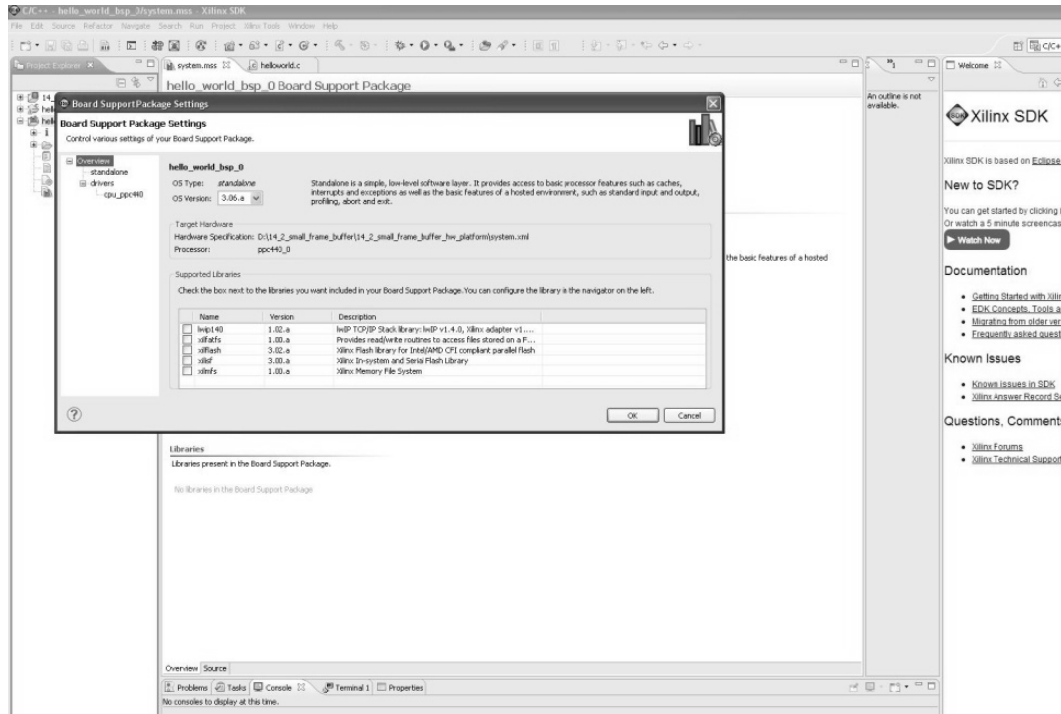 C/C++ - hello_world_bsp_3/system.mss - Xilinx SDK
File Edit Source Refactor Navigate Search Run Project Xilinx Tools Window Help
C/C+
Project Explorer
system.mss
helloworld.c
Welcome
hello_world_bsp_0 Board Support Package
An outline is not
available.
14_
hel
hel
Board Support Package Settings
Board Support Package Settings
Control various settings of your Board Support Package.
Overview
standalone
drivers
cpu_ppc440
hello_world_bsp_0
OS Type: standalone
OS Version: 3.06.a
Standalone is a simple, low-level software layer. It provides access to basic processor features such as caches,
interrupts and exceptions as well as the basic features of a hosted environment, such as standard input and output,
profiling, abort and exit.
Target Hardware
Hardware Specification: D:\14_2_small_frame_buffer\14_2_small_frame_buffer_hw_platform\system.xml
Processor: ppc440_0
Supported Libraries
Check the box next to the libraries you want included in your Board Support Package.You can configure the library is the navigator on the left.
Name Version Description
lwip140 1.02.a lwIP TCP/IP Stack library: lwIP v1.4.0, Xilinx adapter v1....
xilfatfs 1.00.a Provides read/write routines to access files stored on a F...
xilflash 3.02.a Xilinx Flash library for Intel/AMD CFI compliant parallel flash
xilisf 3.00.a Xilinx In-system and Serial Flash Library
xilmfs 1.00.a Xilinx Memory File System
OK Cancel
the basic features of a hosted
Libraries
Libraries present in the Board Support Package.
No libraries in the Board Support Package
Overview Source
Problems Tasks Console Terminal 1 Properties
No consoles to display at this time.
SDK
Xilinx SDK
Xilinx SDK is based on Eclipse
New to SDK?
You can get started by clicking
Or watch a 5 minute screencas
Watch Now
Documentation
Getting Started with Xilin
EDK Concepts, Tools a
Migrating from older ver
Frequently asked quest
Known Issues
Known issues in SDK
Xilinx Answer Record Se
Questions, Comments
Xilinx Forums
Xilinx Technical Support